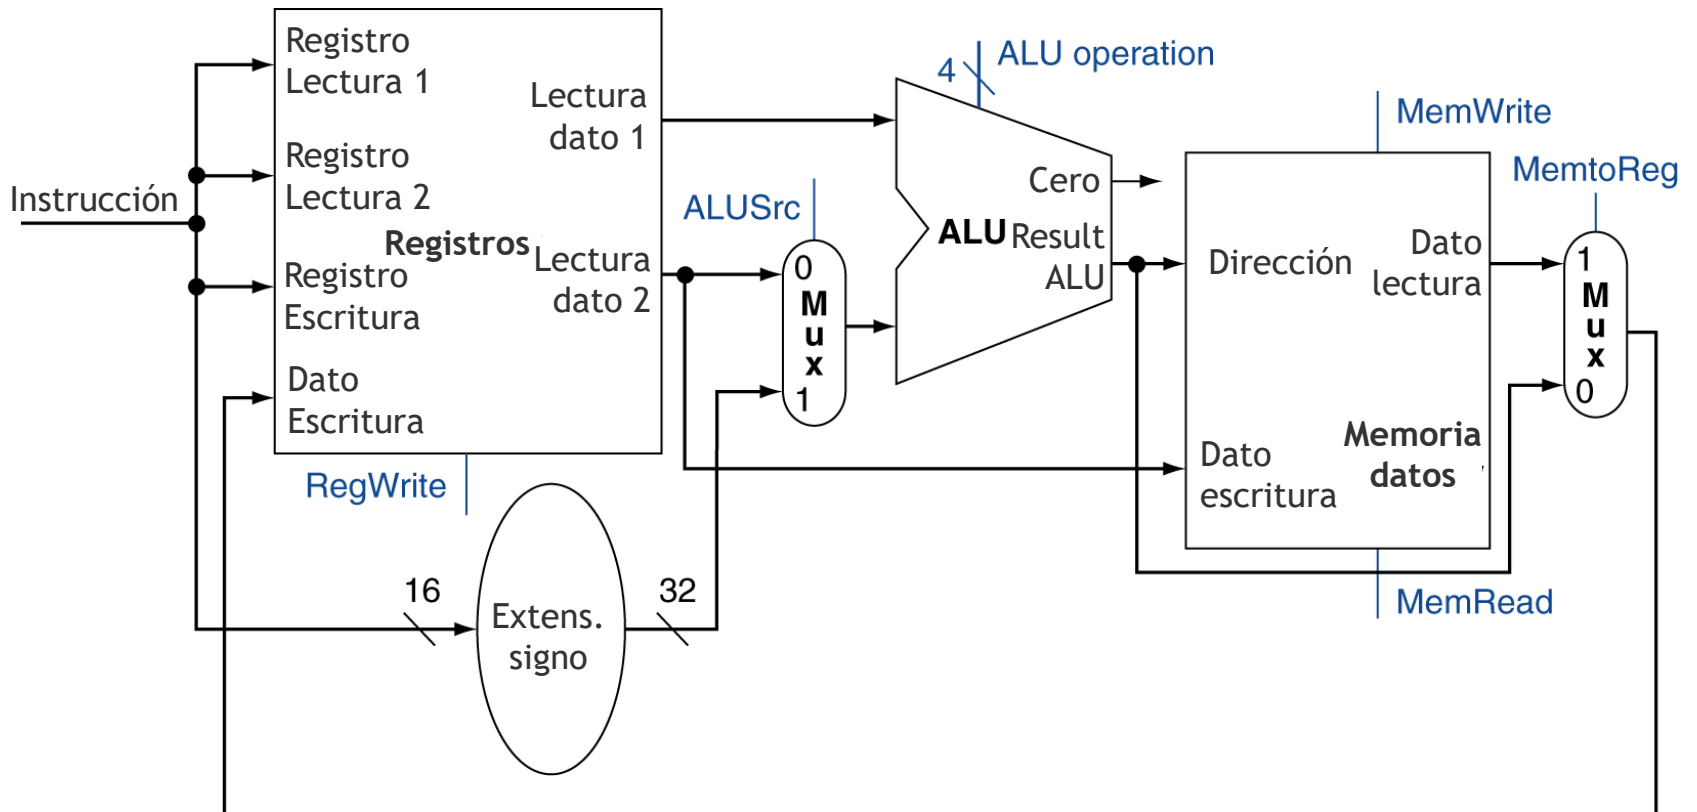 Registro
Lectura 1
Registro
Lectura 2
Instrucción
Registros
Registro
Escritura
Dato
Escritura
Lectura
dato 1
Lectura
dato 2
RegWrite
16
Extens.
signo
32
ALUSrc
0
Mux
1
4
ALU operation
Cero
ALU
Result
ALU
MemWrite
Dirección
Dato
lectura
Dato
escritura
Memoria
datos
MemRead
MemtoReg
1
Mux
0